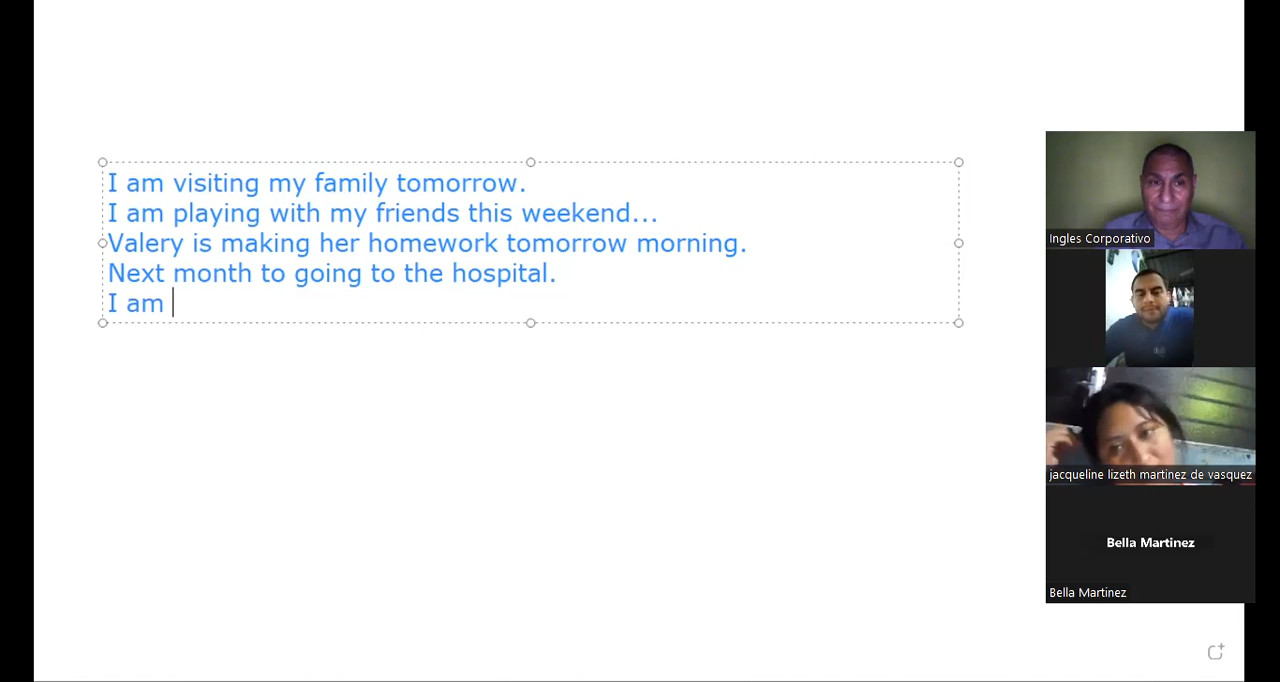 I am visiting my family tomorrow.
I am playing with my friends this weekend...
Valery is making her homework tomorrow morning.
Next month to going to the hospital.
I am
Ingles Corporativo
jacqueline lizeth martinez de vasquez
Bella Martinez
Bella Martinez